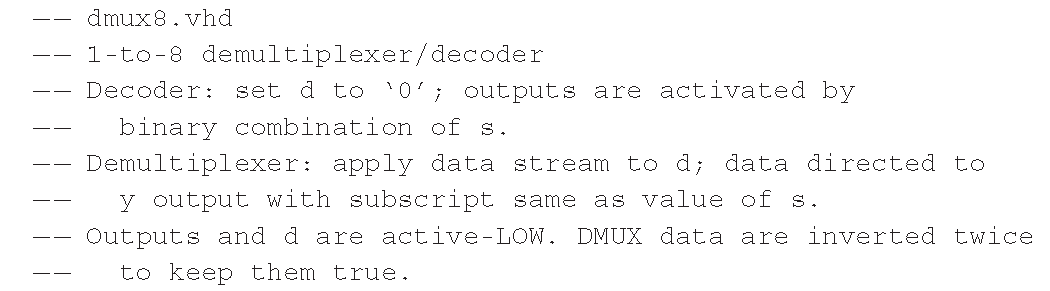 —— dmux8.vhd
—— 1-to-8 demultiplexer/decoder
—— Decoder: set d to ‘0’; outputs are activated by
——   binary combination of s.
—— Demultiplexer: apply data stream to d; data directed to
——   y output with subscript same as value of s.
—— Outputs and d are active-LOW. DMUX data are inverted twice
——   to keep them true.